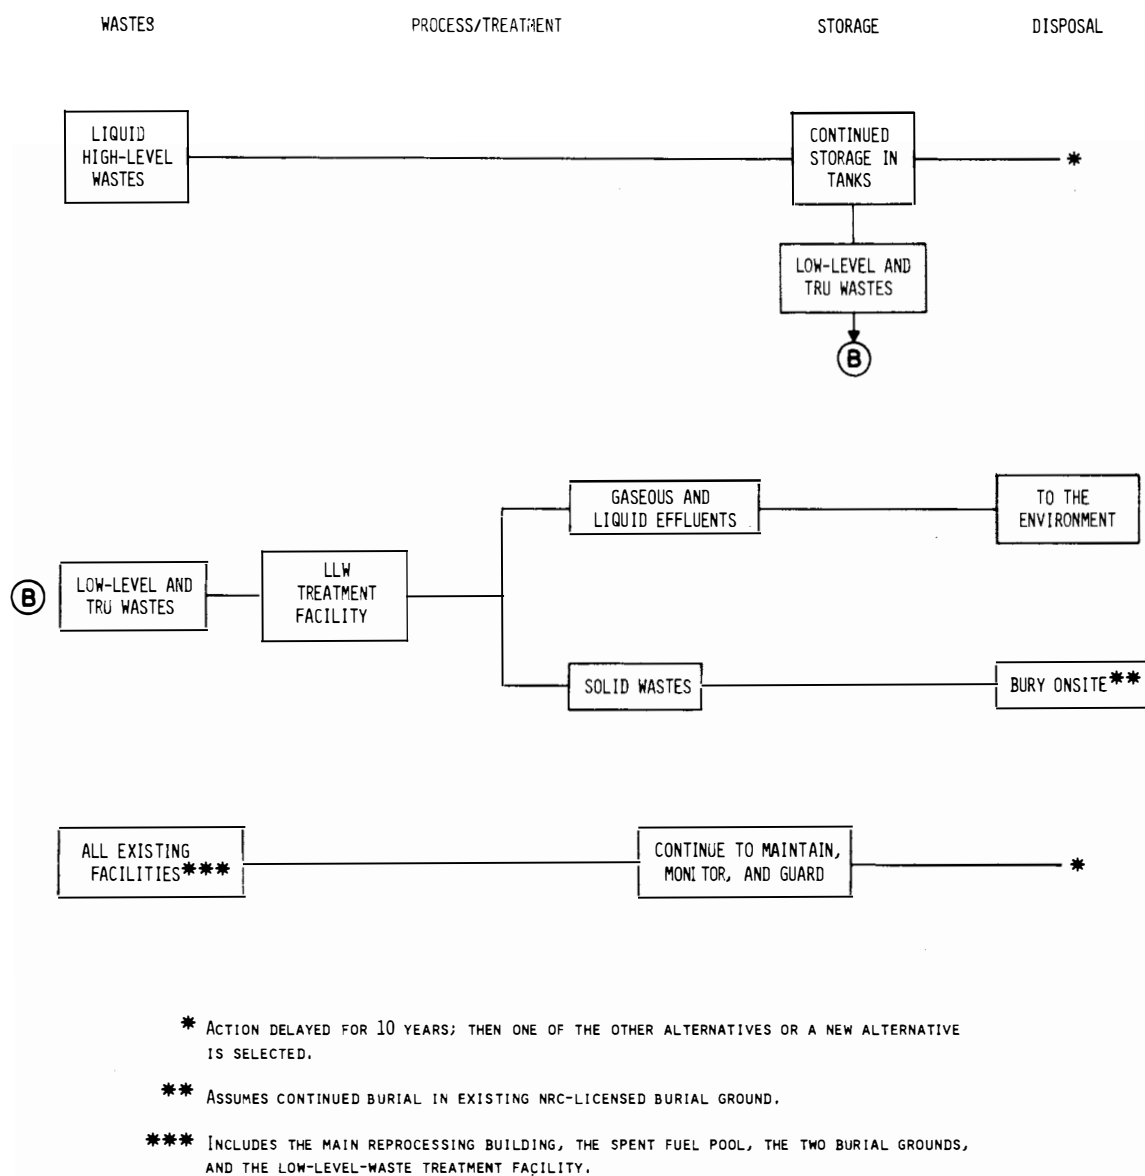 WASTES PROCESS/TREATMENT STORAGE DISPOSAL
LIQUID
HIGH-LEVEL
WASTES
CONTINUED
STORAGE IN
TANKS
*
LOW-LEVEL AND
TRU WASTES
B
B
LOW-LEVEL AND
TRU WASTES
LLW
TREATMENT
FACILITY
GASEOUS AND
LIQUID EFFLUENTS
TO THE
ENVIRONMENT
SOLID WASTES
BURY ONSITE**
ALL EXISTING
FACILITIES***
CONTINUE TO MAINTAIN,
MONITOR, AND GUARD
*
* ACTION DELAYED FOR 10 YEARS; THEN ONE OF THE OTHER ALTERNATIVES OR A NEW ALTERNATIVE
IS SELECTED.
** ASSUMES CONTINUED BURIAL IN EXISTING NRC-LICENSED BURIAL GROUND.
*** INCLUDES THE MAIN REPROCESSING BUILDING, THE SPENT FUEL POOL, THE TWO BURIAL GROUNDS,
AND THE LOW-LEVEL-WASTE TREATMENT FACILITY.